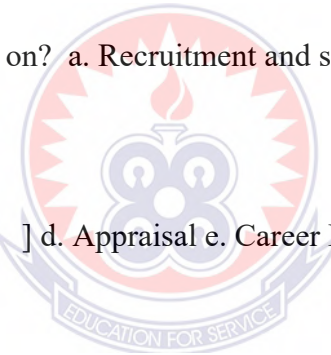 on? a. Recruitment and s
] d. Appraisal e. Career
EDUCATION FOR SERVICE